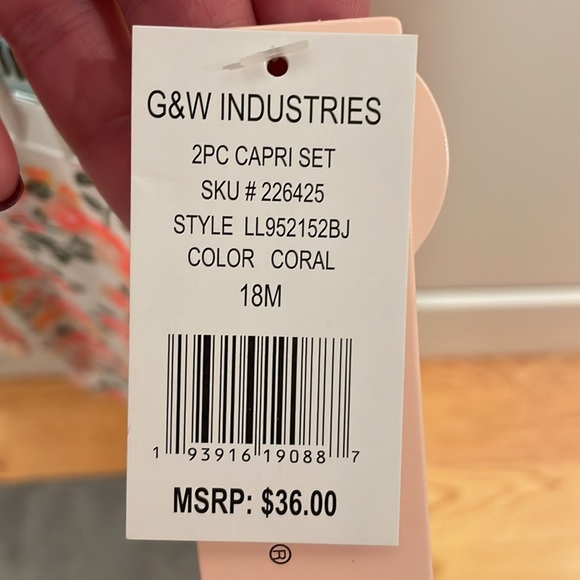 G&W INDUSTRIES
2PC CAPRI SET
SKU # 226425
STYLE LL952152BJ
COLOR CORAL
18M
1 93916 19088 7
MSRP: $36.00
®